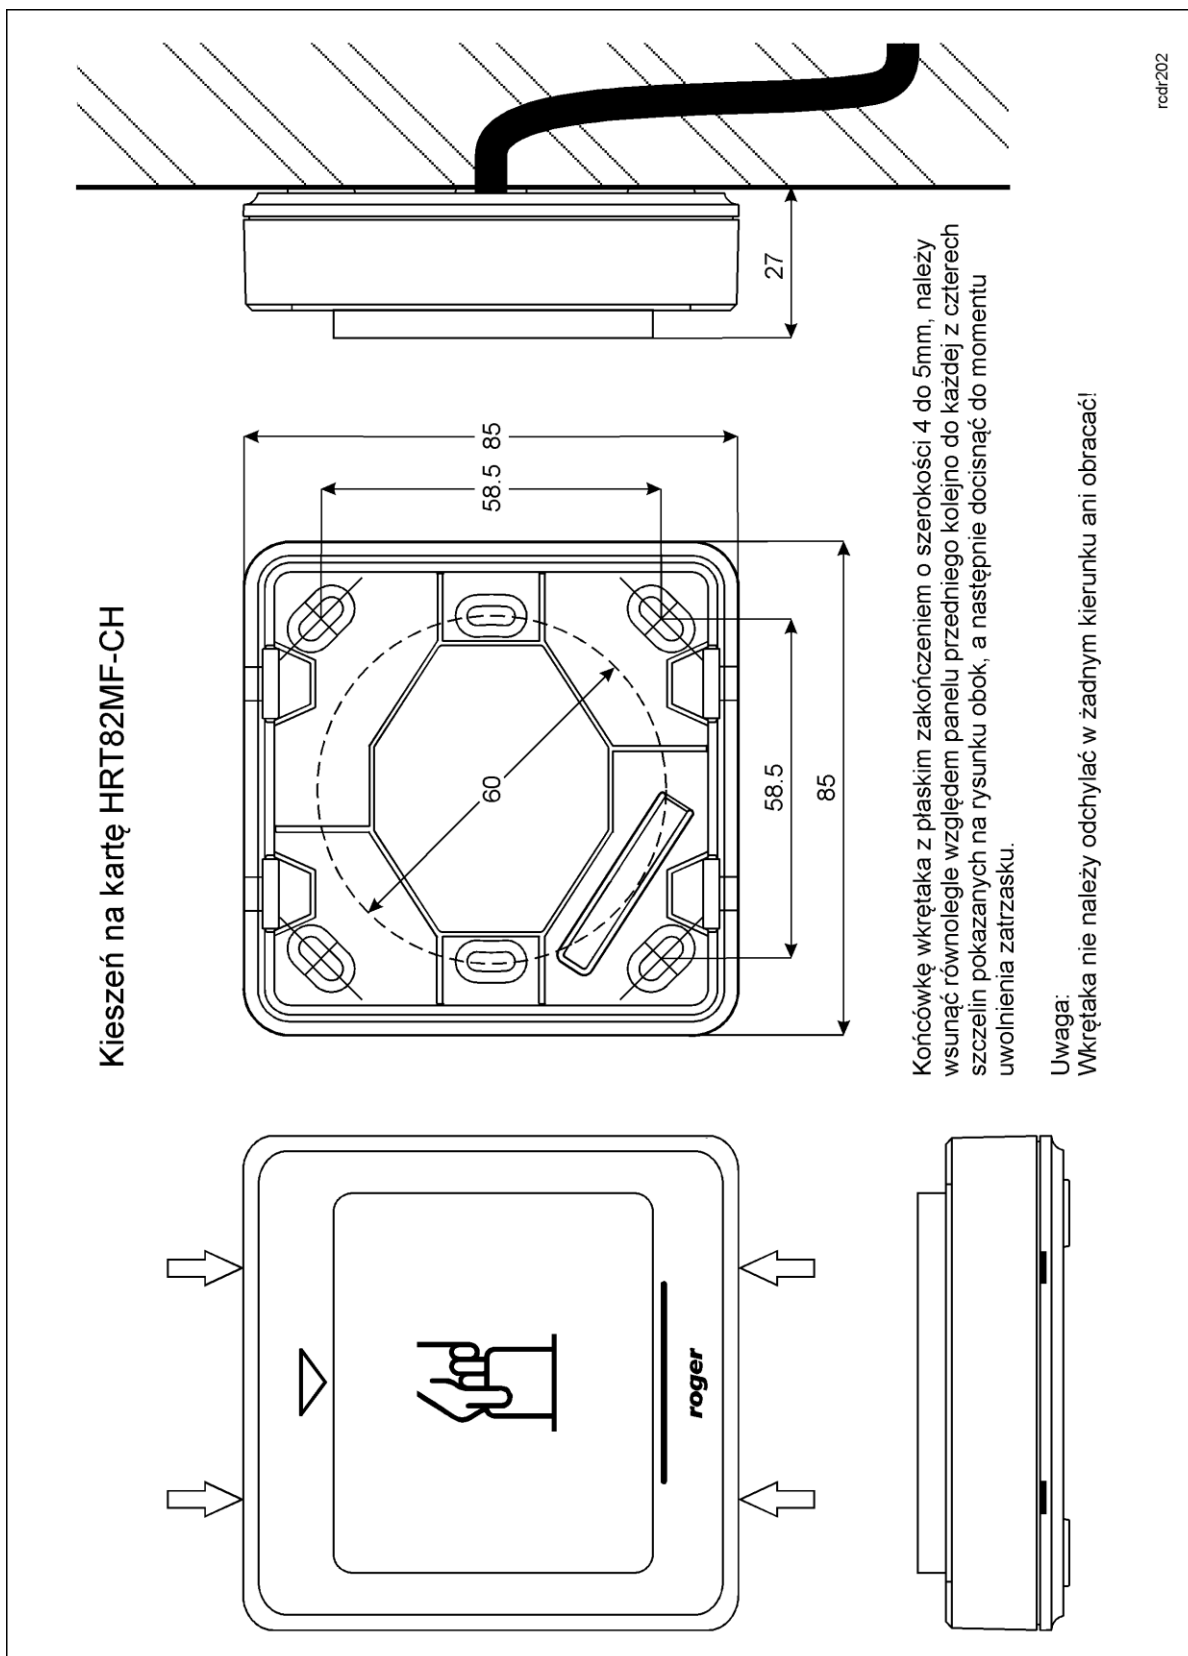 Kieszeń na kartę HRT82MF-CH
roger
60
58.5
85
58.5
85
27
Końcówkę wkrętaka z płaskim zakończeniem o szerokości 4 do 5mm, należy
wsunąć równolegle względem panelu przedniego kolejno do każdej z czterech
szczelin pokazanych na rysunku obok, a następnie docisnąć do momentu
uwolnienia zatrzasku.
Uwaga:
Wkrętaka nie należy odchylać w żadnym kierunku ani obracać!
rcdr202